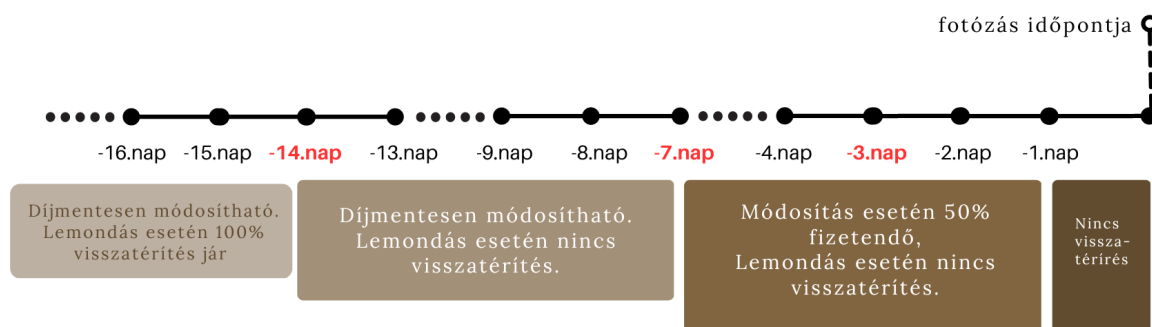 fotózás időpontja
-16.nap -15.nap -14.nap -13.nap -9.nap -8.nap -7.nap -4.nap -3.nap -2.nap -1.nap
Díjmentesen módosítható.
Lemondás esetén 100%
visszatérítés jár
Díjmentesen módosítható.
Lemondás esetén nincs
visszatérítés.
Módosítás esetén 50%
fizetendő,
Lemondás esetén nincs
visszatérítés.
Nincs
vissza-
térírés